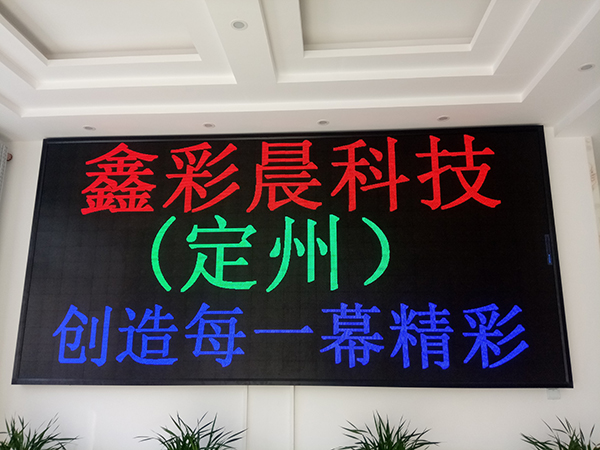 鑫彩晨科技
（定州）
创造每一幕精彩